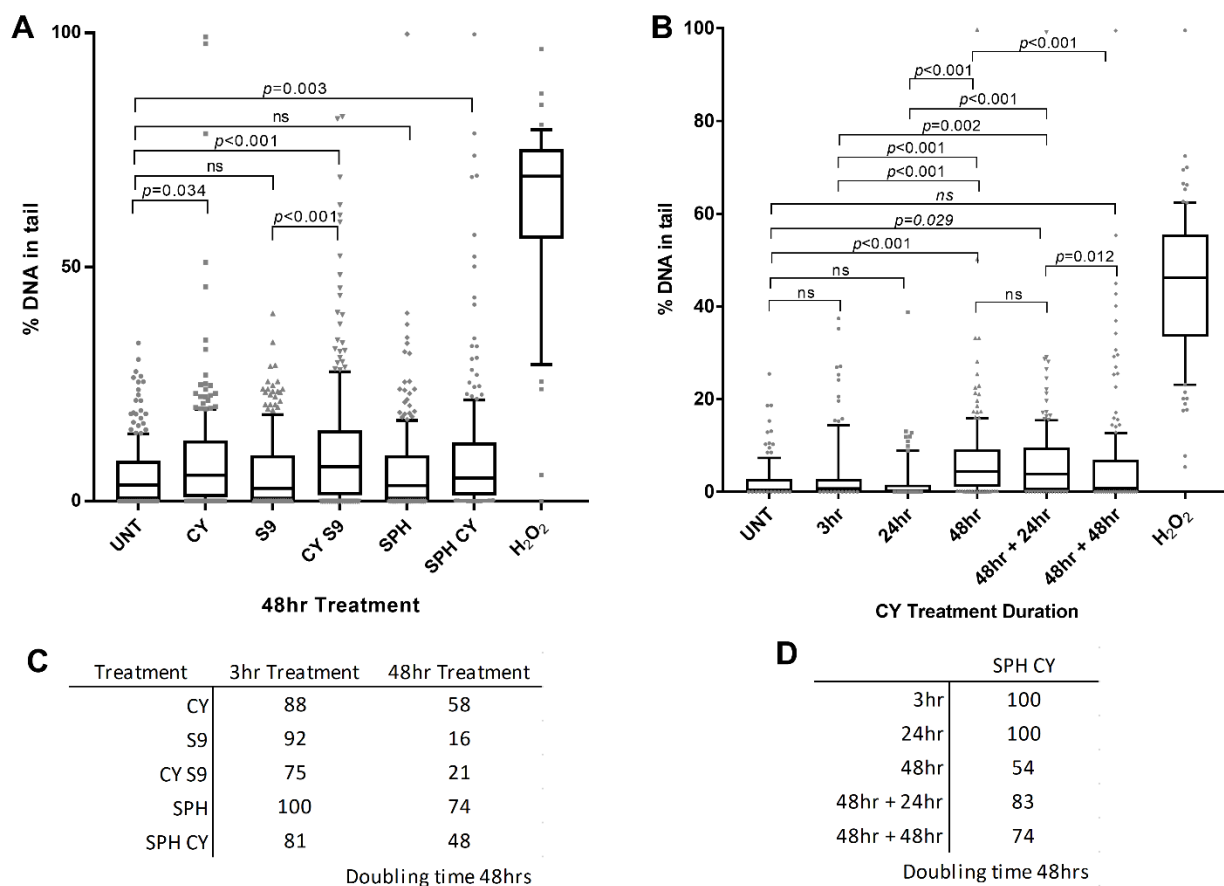 A
100
50
0
% DNA in tail
p=0.003
ns
p<0.001
ns
p=0.034
p<0.001
UNT
CY
S9
CY S9
SPH
SPH CY
H2O2
48hr Treatment
B
100
80
60
40
20
0
% DNA in tail
p<0.001
p<0.001
p<0.001
p=0.002
p<0.001
p<0.001
ns
p=0.029
p<0.001
p=0.012
ns
ns
ns
UNT
3hr
24hr
48hr
48hr + 24hr
48hr + 48hr
H2O2
CY Treatment Duration
C
Treatment 3hr Treatment 48hr Treatment
CY 88 58
S9 92 16
CY S9 75 21
SPH 100 74
SPH CY 81 48
Doubling time 48hrs
D
SPH CY
3hr 100
24hr 100
48hr 54
48hr + 24hr 83
48hr + 48hr 74
Doubling time 48hrs